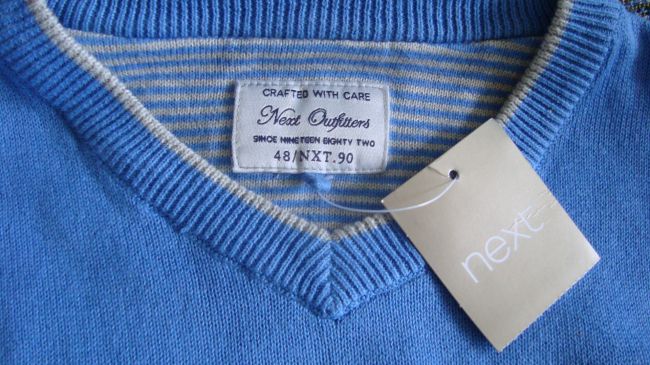 CRAFTED WITH CARE
Next Outfitters
SINCE NINETEEN EIGHTY TWO
48/NXT.90
next